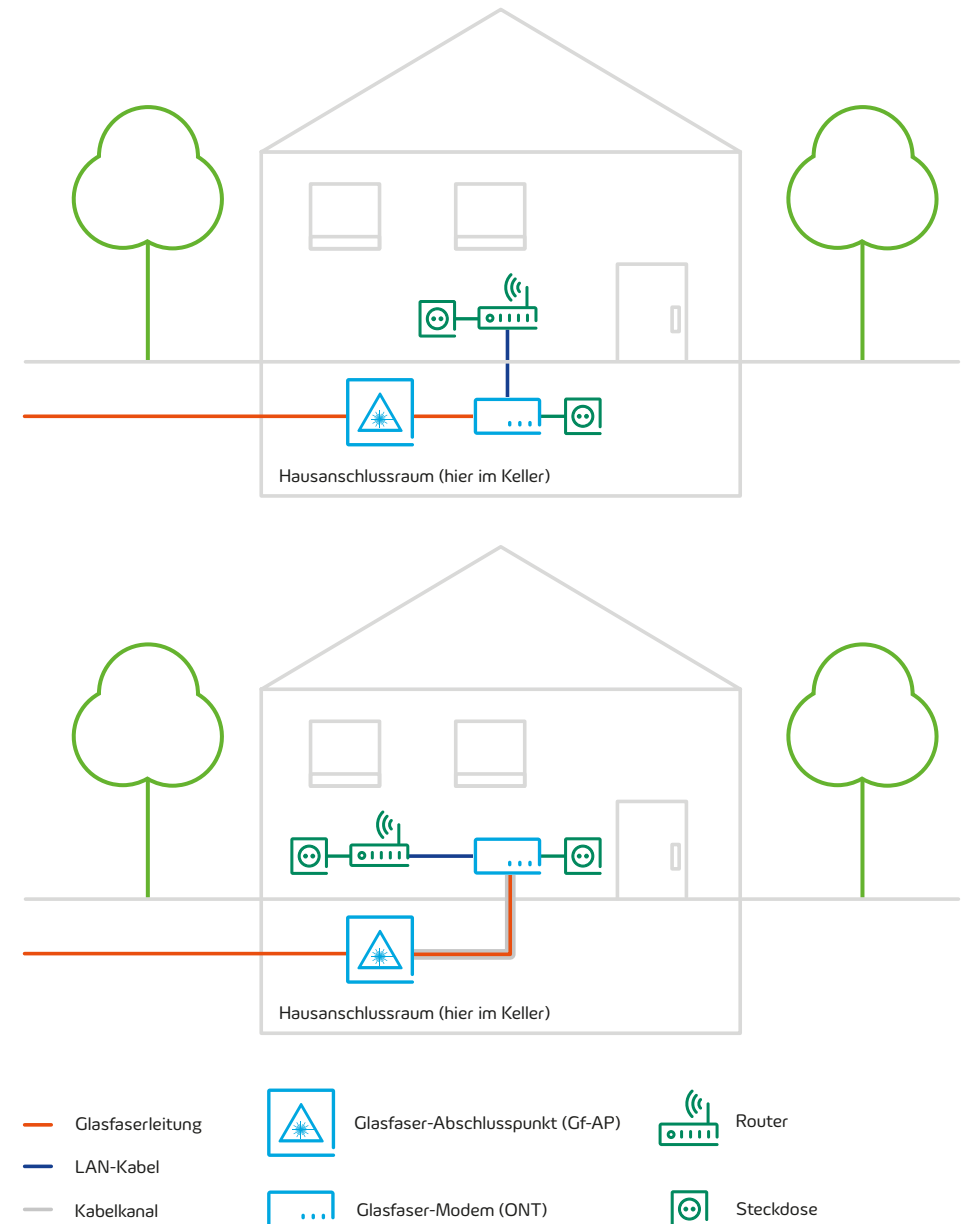 Hausanschlussraum (hier im Keller)
Hausanschlussraum (hier im Keller)
Glasfaserleitung
Glasfaser-Abschlusspunkt (Gf-AP)
Router
LAN-Kabel
Kabelkanal
Glasfaser-Modem (ONT)
Steckdose